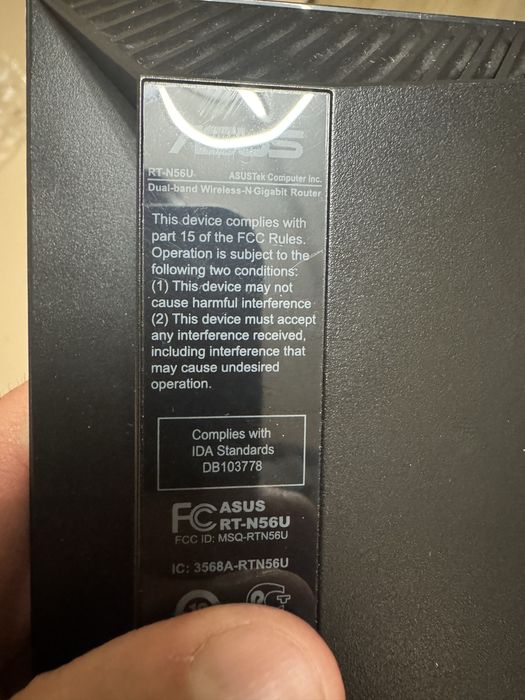 ASUS
RT-N56U
ASUSTek Computer Inc.
Dual-band Wireless-N Gigabit Router
This device complies with
part 15 of the FCC Rules.
Operation is subject to the
following two conditions:
(1) This device may not
cause harmful interference
(2) This device must accept
any interference received,
including interference that
may cause undesired
operation.
Complies with
IDA Standards
DB103778
FC ASUS
RT-N56U
FCC ID: MSQ-RTN56U
IC: 3568A-RTN56U